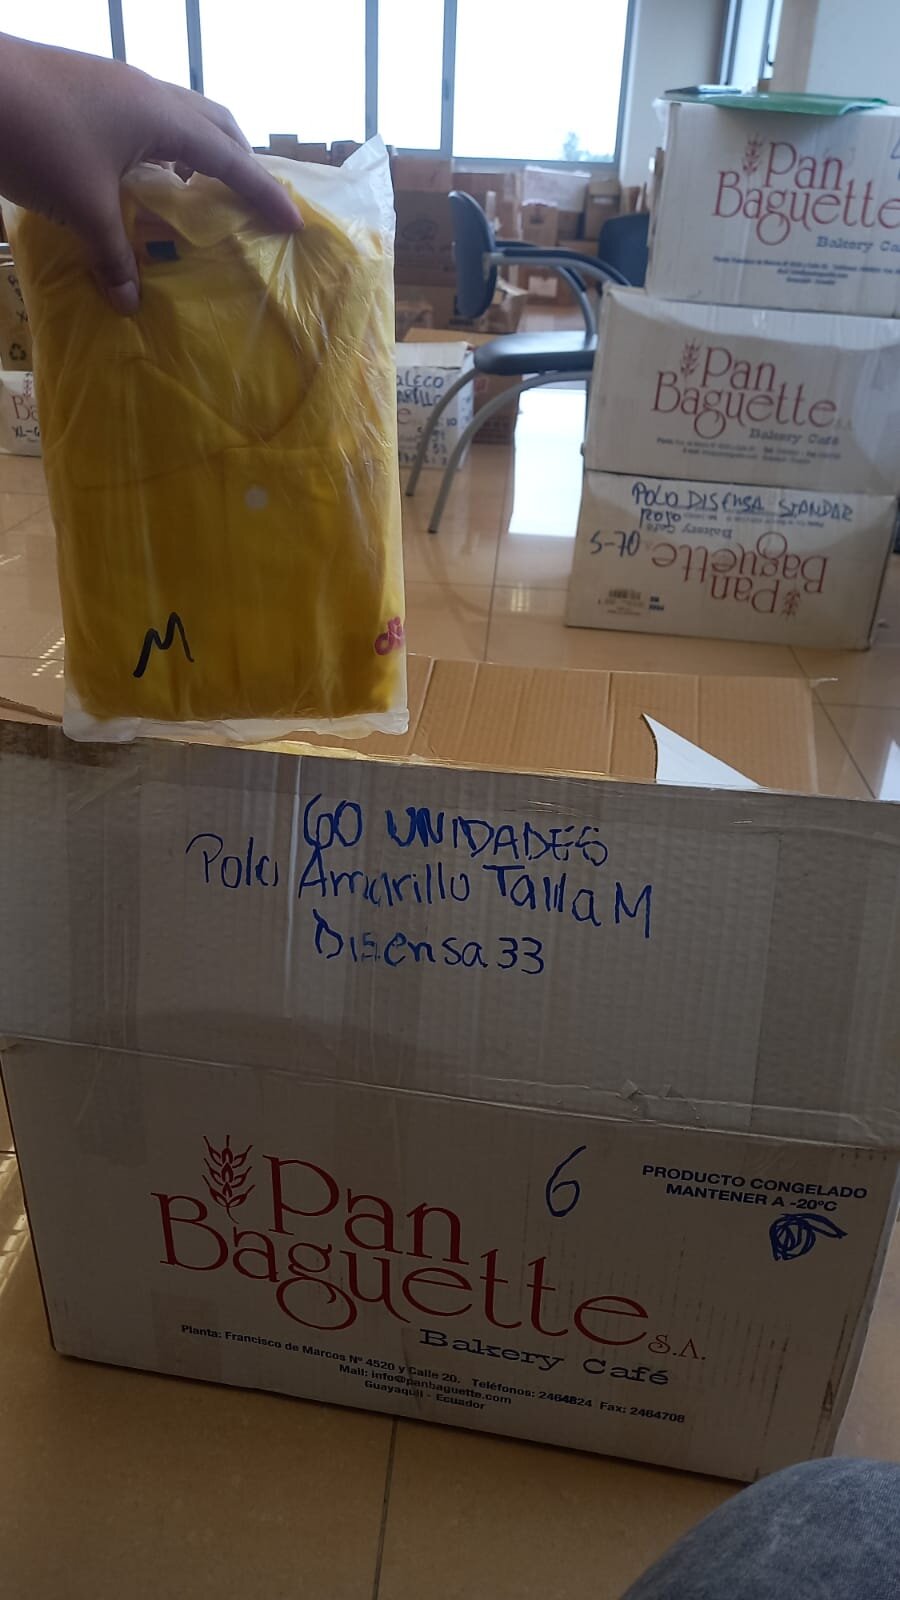 Pan
Baguette
Bakery Ca
Pan
Baguette
S.A.
Bakery Café
POLO DISENSA STANDAR
ROJO
S-70
Pan
Baguette
Bakery Café
M
60 UNIDADES
Polo Amarillo Talla M
Disensa 33
6
PRODUCTO CONGELADO
MANTENER A -20°C
Pan
Baguette S.A.
Bakery Café
Planta: Francisco de Marcos Nº 4520 y Calle 20. Teléfonos: 2464824 Fax: 2464708
Mail: info@panbaguette.com
Guayaquil - Ecuador